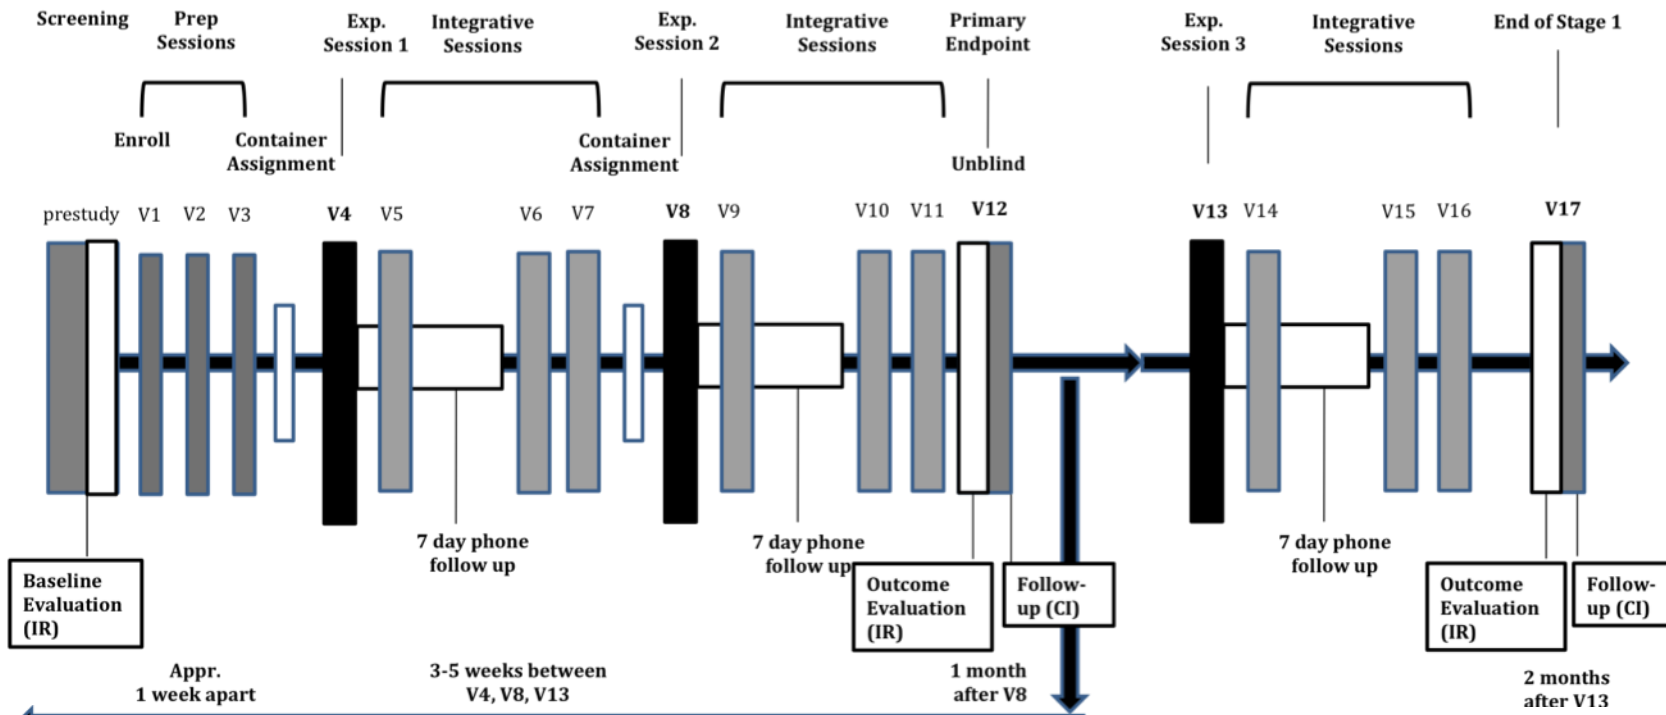 Screening
Prep
Sessions
Exp.
Session 1
Integrative
Sessions
Exp.
Session 2
Integrative
Sessions
Primary
Endpoint
Exp.
Session 3
Integrative
Sessions
End of Stage 1
Enroll
Container
Assignment
Container
Assignment
Unblind
prestudy
V1
V2
V3
V4
V5
V6
V7
V8
V9
V10
V11
V12
V13
V14
V15
V16
V17
7 day phone
follow up
7 day phone
follow up
7 day phone
follow up
Baseline
Evaluation
(IR)
Outcome
Evaluation
(IR)
Follow-
up (CI)
Outcome
Evaluation
(IR)
Follow-
up (CI)
Appr.
1 week apart
3-5 weeks between
V4, V8, V13
1 month
after V8
2 months
after V13